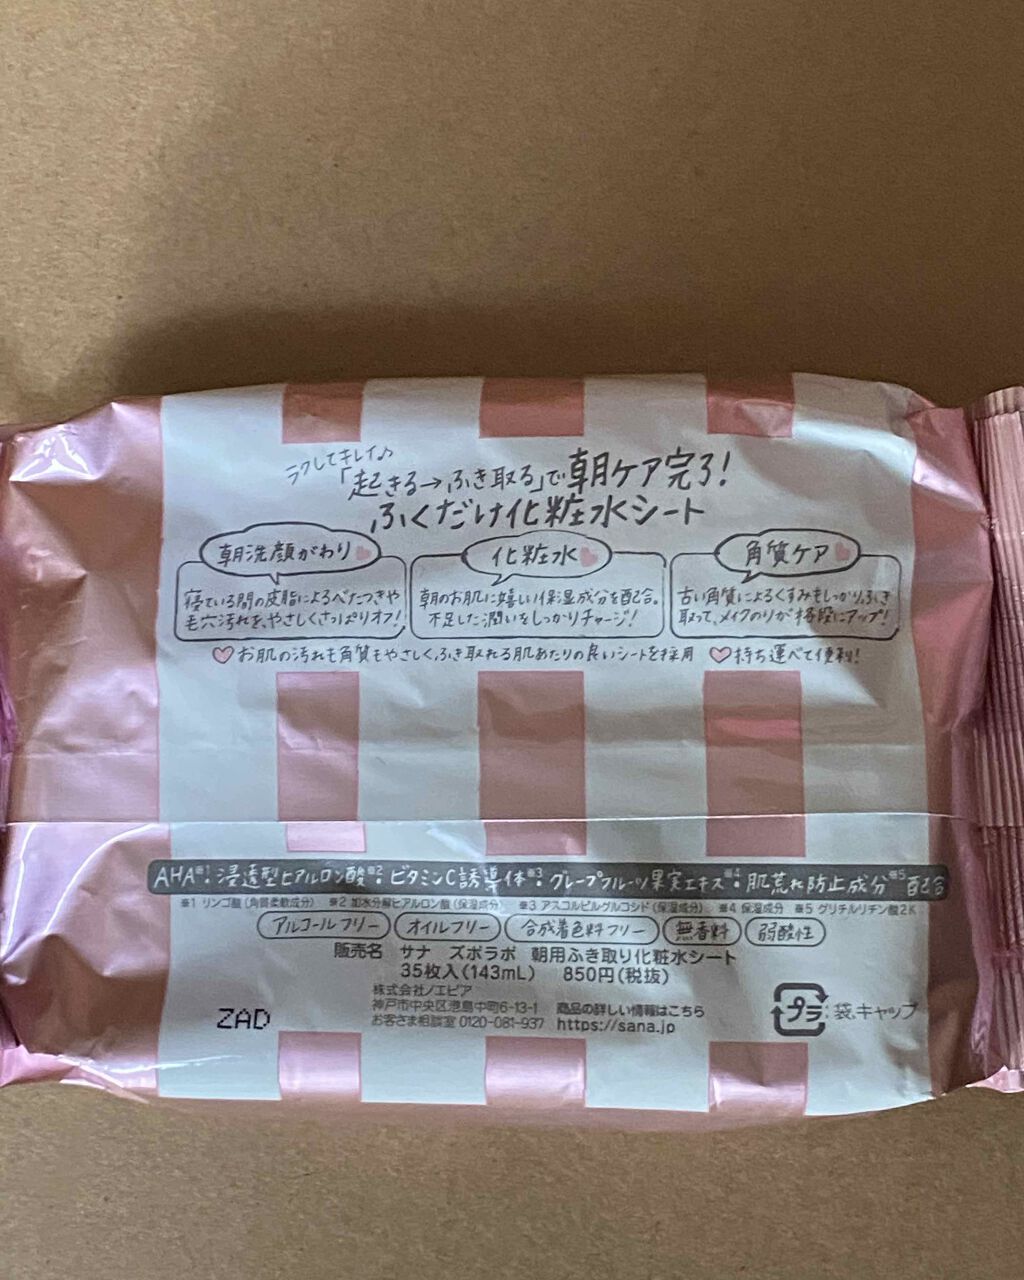 ラクしてキレイ♪
「起きる→ふき取る」で朝ケア完了!
ふくだけ化粧水シート
朝洗顔がわり
寝ている間の皮脂によるべたつきや
毛穴汚れを、やさしくさっぱりオフ!
化粧水
朝のお肌に嬉しい保湿成分を配合。
不足した潤いをしっかりチャージ!
角質ケア
古い角質によるくすみもしっかりふき
取って、メイクのりが格段にアップ!
お肌の汚れも角質もやさしくふき取れる肌あたりの良いシートを採用 持ち運べて便利!
AHA※1・浸透型ヒアルロン酸※2・ビタミンC誘導体※3・グレープフルーツ果実エキス※4・肌荒れ防止成分※5配合
※1 リンゴ酸(角質柔軟成分) ※2 加水分解ヒアルロン酸(保湿成分) ※3 アスコルビルグルコシド(保湿成分) ※4 保湿成分 ※5 グリチルリチン酸2K
アルコールフリー オイルフリー 合成着色料フリー 無香料 弱酸性
販売名 サナ ズボラボ 朝用ふき取り化粧水シート
35枚入(143mL) 850円(税抜)
株式会社ノエビア
神戸市中央区港島中町6-13-1
お客さま相談室 0120-081-937
商品の詳しい情報はこちら
https://sana.jp
プラ:袋、キャップ
ZAD